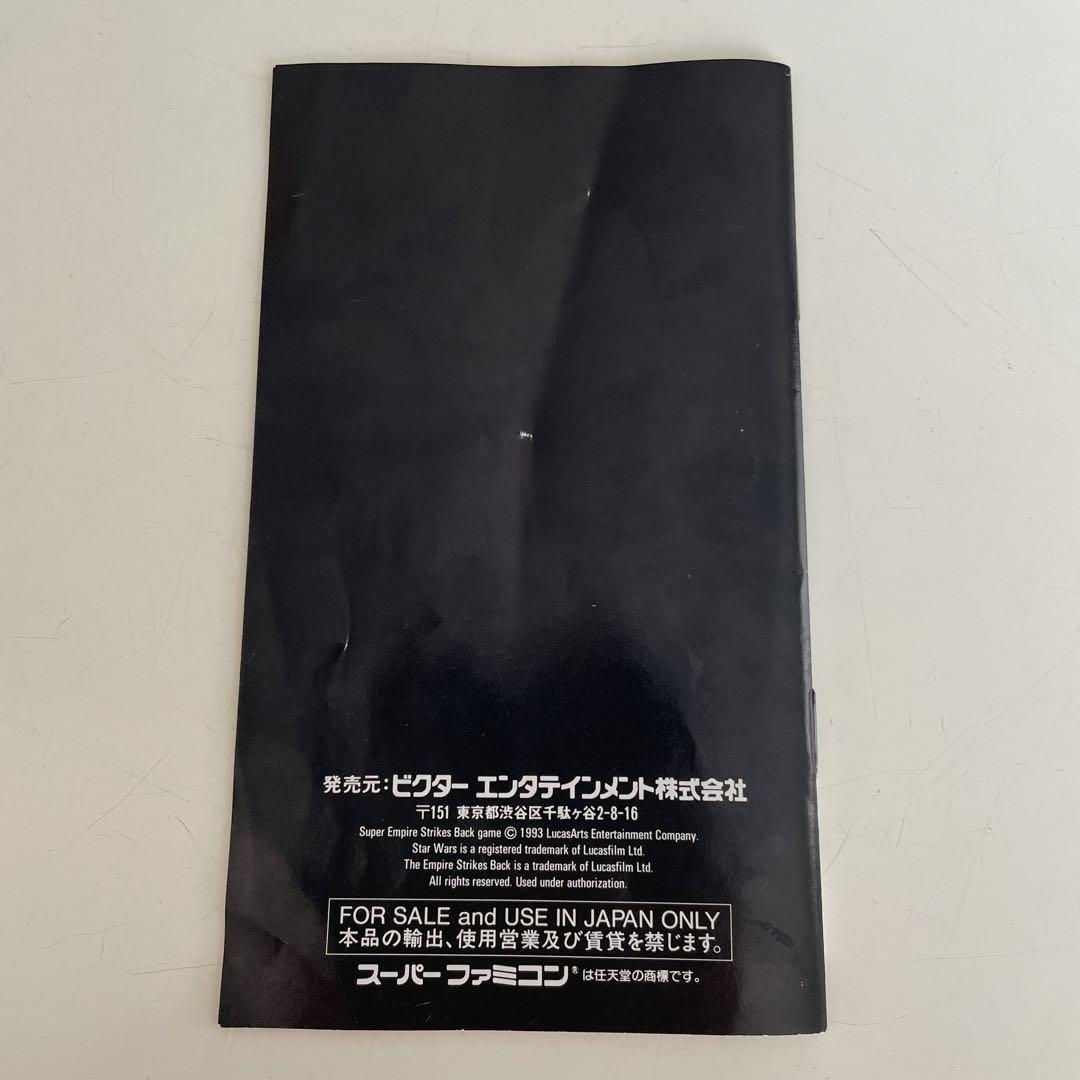 発売元:ビクター エンタテインメント株式会社
〒151 東京都渋谷区千駄ヶ谷2-8-16
Super Empire Strikes Back game © 1993 LucasArts Entertainment Company.
Star Wars is a registered trademark of Lucasfilm Ltd.
The Empire Strikes Back is a trademark of Lucasfilm Ltd.
All rights reserved. Used under authorization.
FOR SALE and USE IN JAPAN ONLY
本品の輸出、使用営業及び賃貸を禁じます。
スーパーファミコン®は任天堂の商標です。